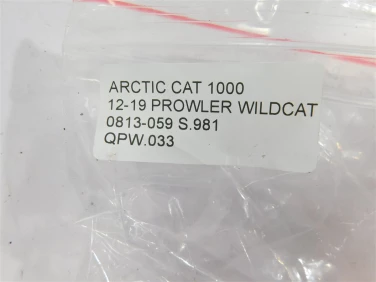 ARCTIC CAT 1000
12-19 PROWLER WILDCAT
0813-059 S.981
QPW.033